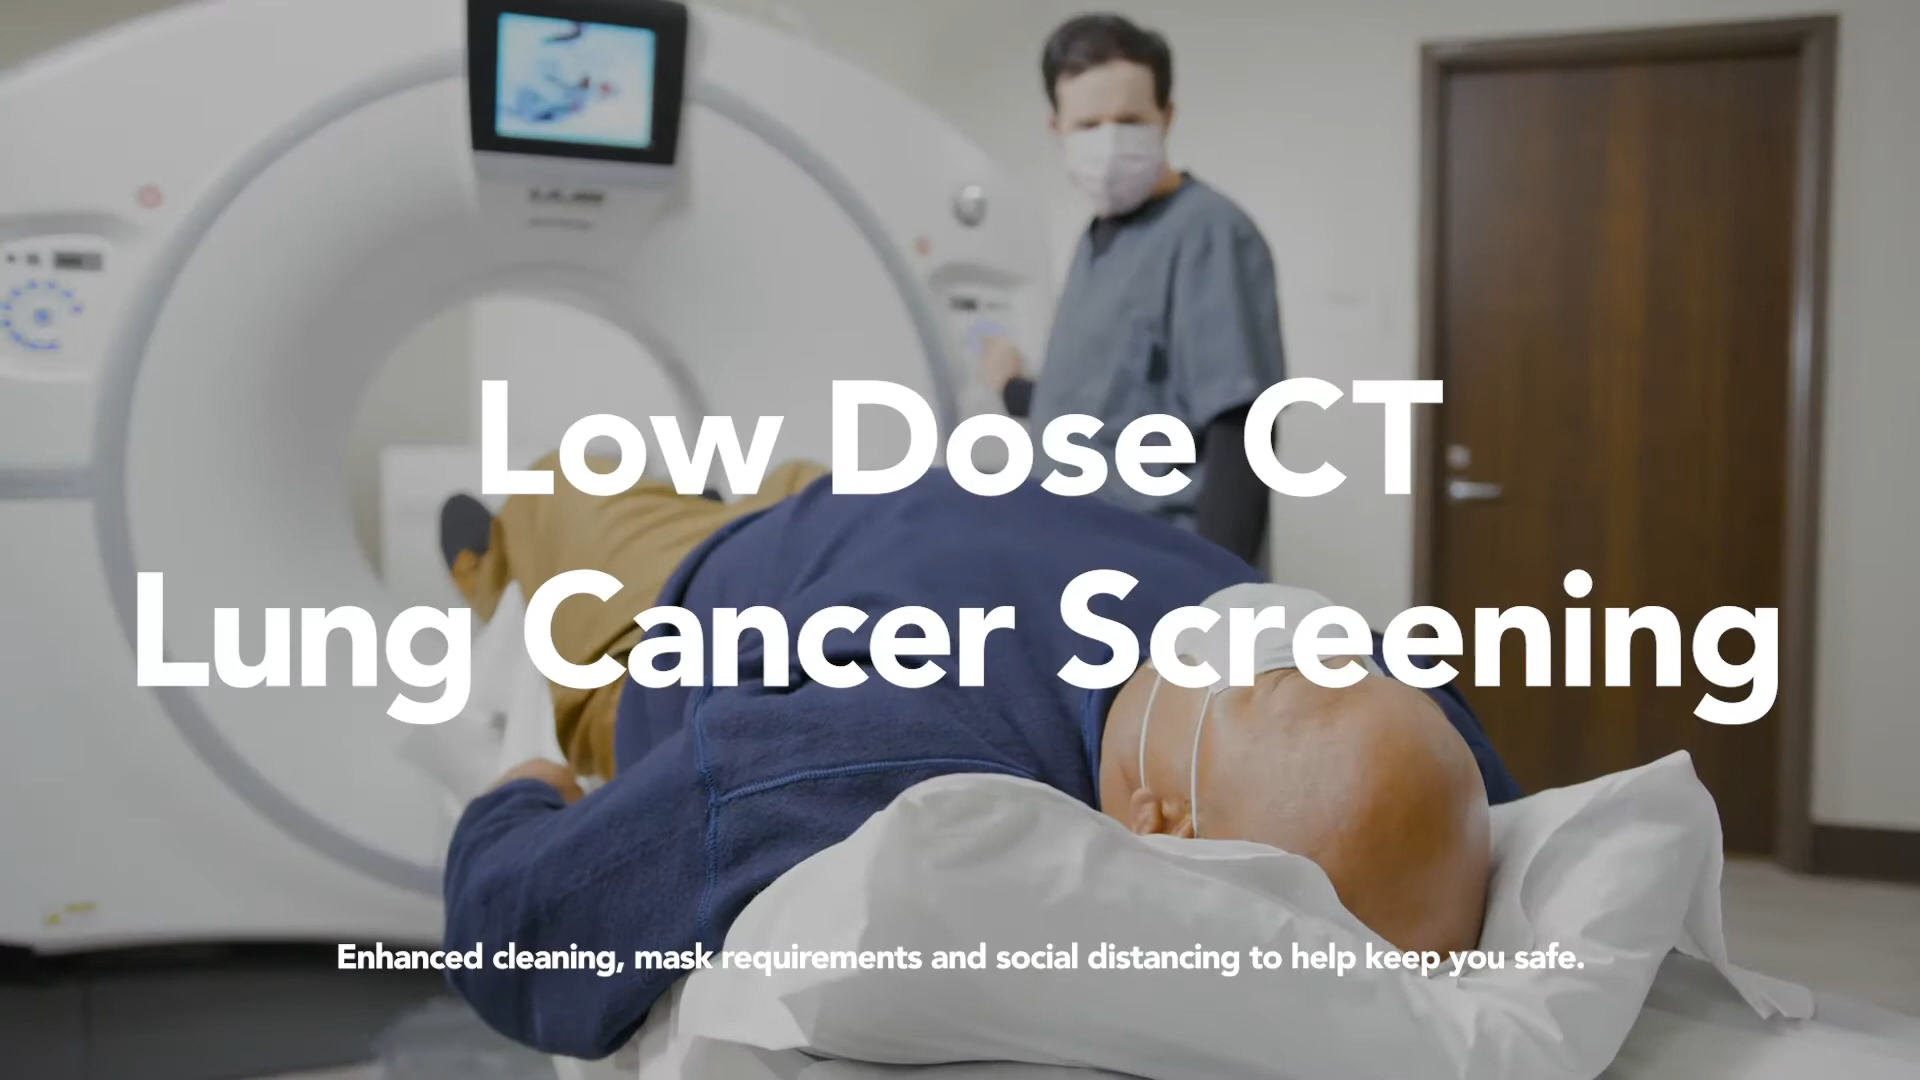 Low Dose CT
Lung Cancer Screening
Enhanced cleaning, mask requirements and social distancing to help keep you safe.